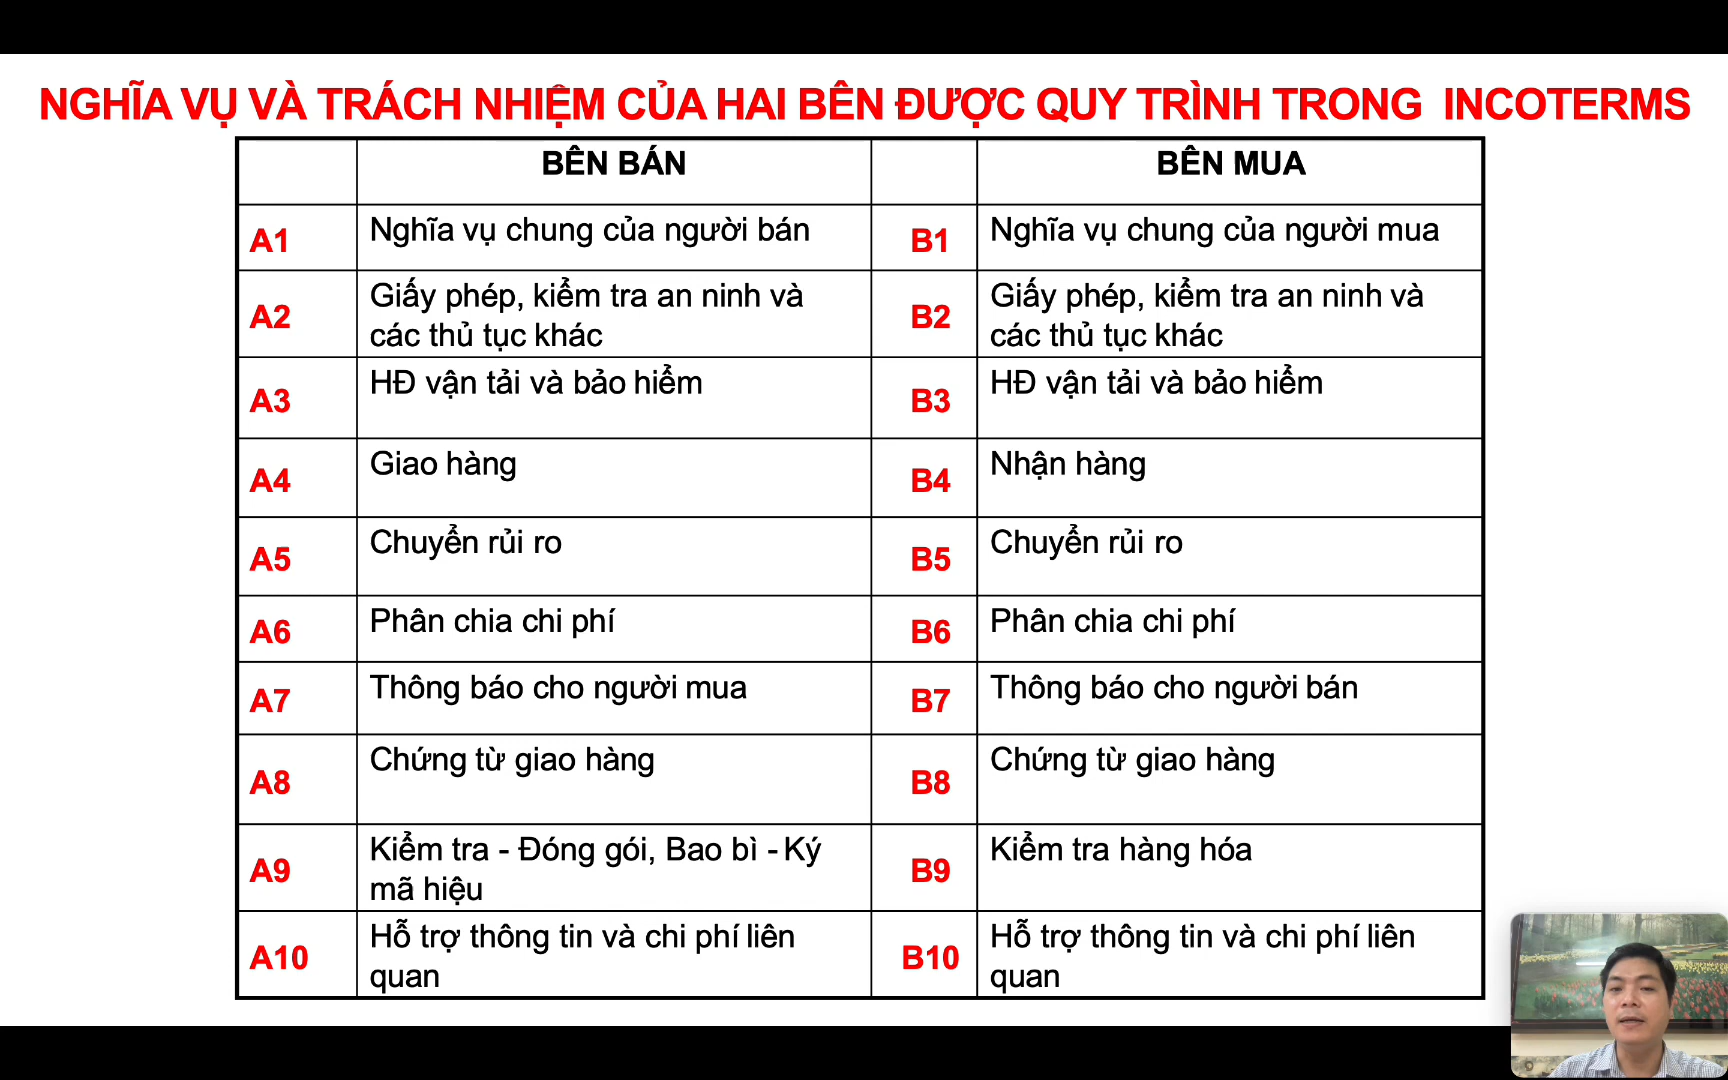 NGHĨA VỤ VÀ TRÁCH NHIỆM CỦA HAI BÊN ĐƯỢC QUY TRÌNH TRONG INCOTERMS
BÊN BÁN BÊN MUA
A1 Nghĩa vụ chung của người bán B1 Nghĩa vụ chung của người mua
A2 Giấy phép, kiểm tra an ninh và B2 Giấy phép, kiểm tra an ninh và
các thủ tục khác các thủ tục khác
A3 HĐ vận tải và bảo hiểm B3 HĐ vận tải và bảo hiểm
A4 Giao hàng B4 Nhận hàng
A5 Chuyển rủi ro B5 Chuyển rủi ro
A6 Phân chia chi phí B6 Phân chia chi phí
A7 Thông báo cho người mua B7 Thông báo cho người bán
A8 Chứng từ giao hàng B8 Chứng từ giao hàng
A9 Kiểm tra - Đóng gói, Bao bì - Ký B9 Kiểm tra hàng hóa
mã hiệu
A10 Hỗ trợ thông tin và chi phí liên B10 Hỗ trợ thông tin và chi phí liên
quan quan